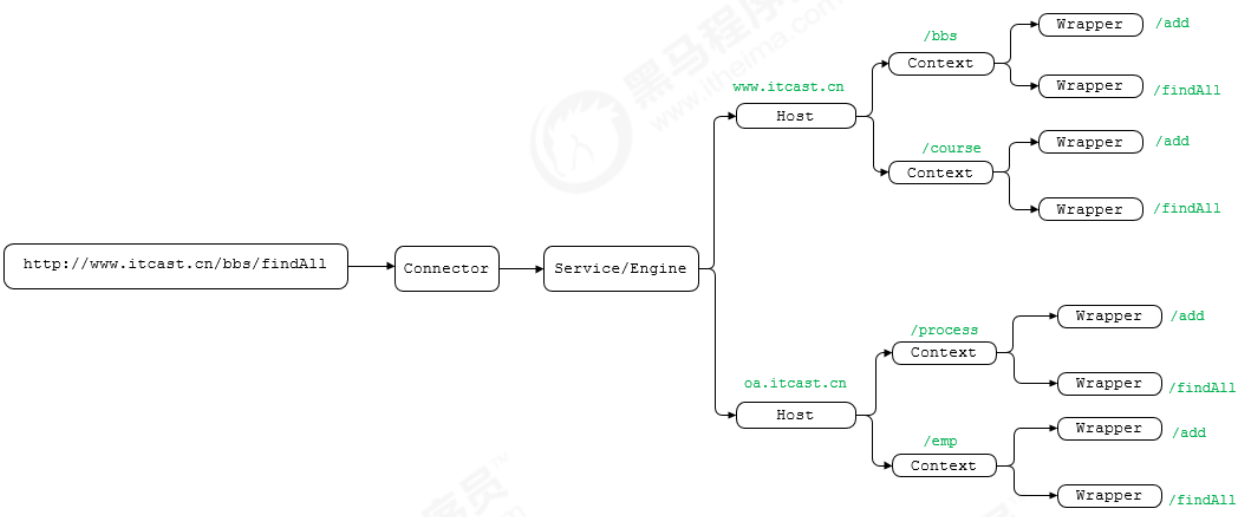 /add
Wrapper
/bbs
Context
www.itcast.cn
Wrapper
/findAll
Host
/add
Wrapper
/course
Context
Wrapper
/findAll
http://www.itcast.cn/bbs/findAll
Connector
Service/Engine
Wrapper
/add
/process
Context
oa.itcast.cn
Wrapper
/findAll
Host
Wrapper
/add
/emp
Context
Wrapper
/findAll
黑马程序员
www.itheima.com
序员